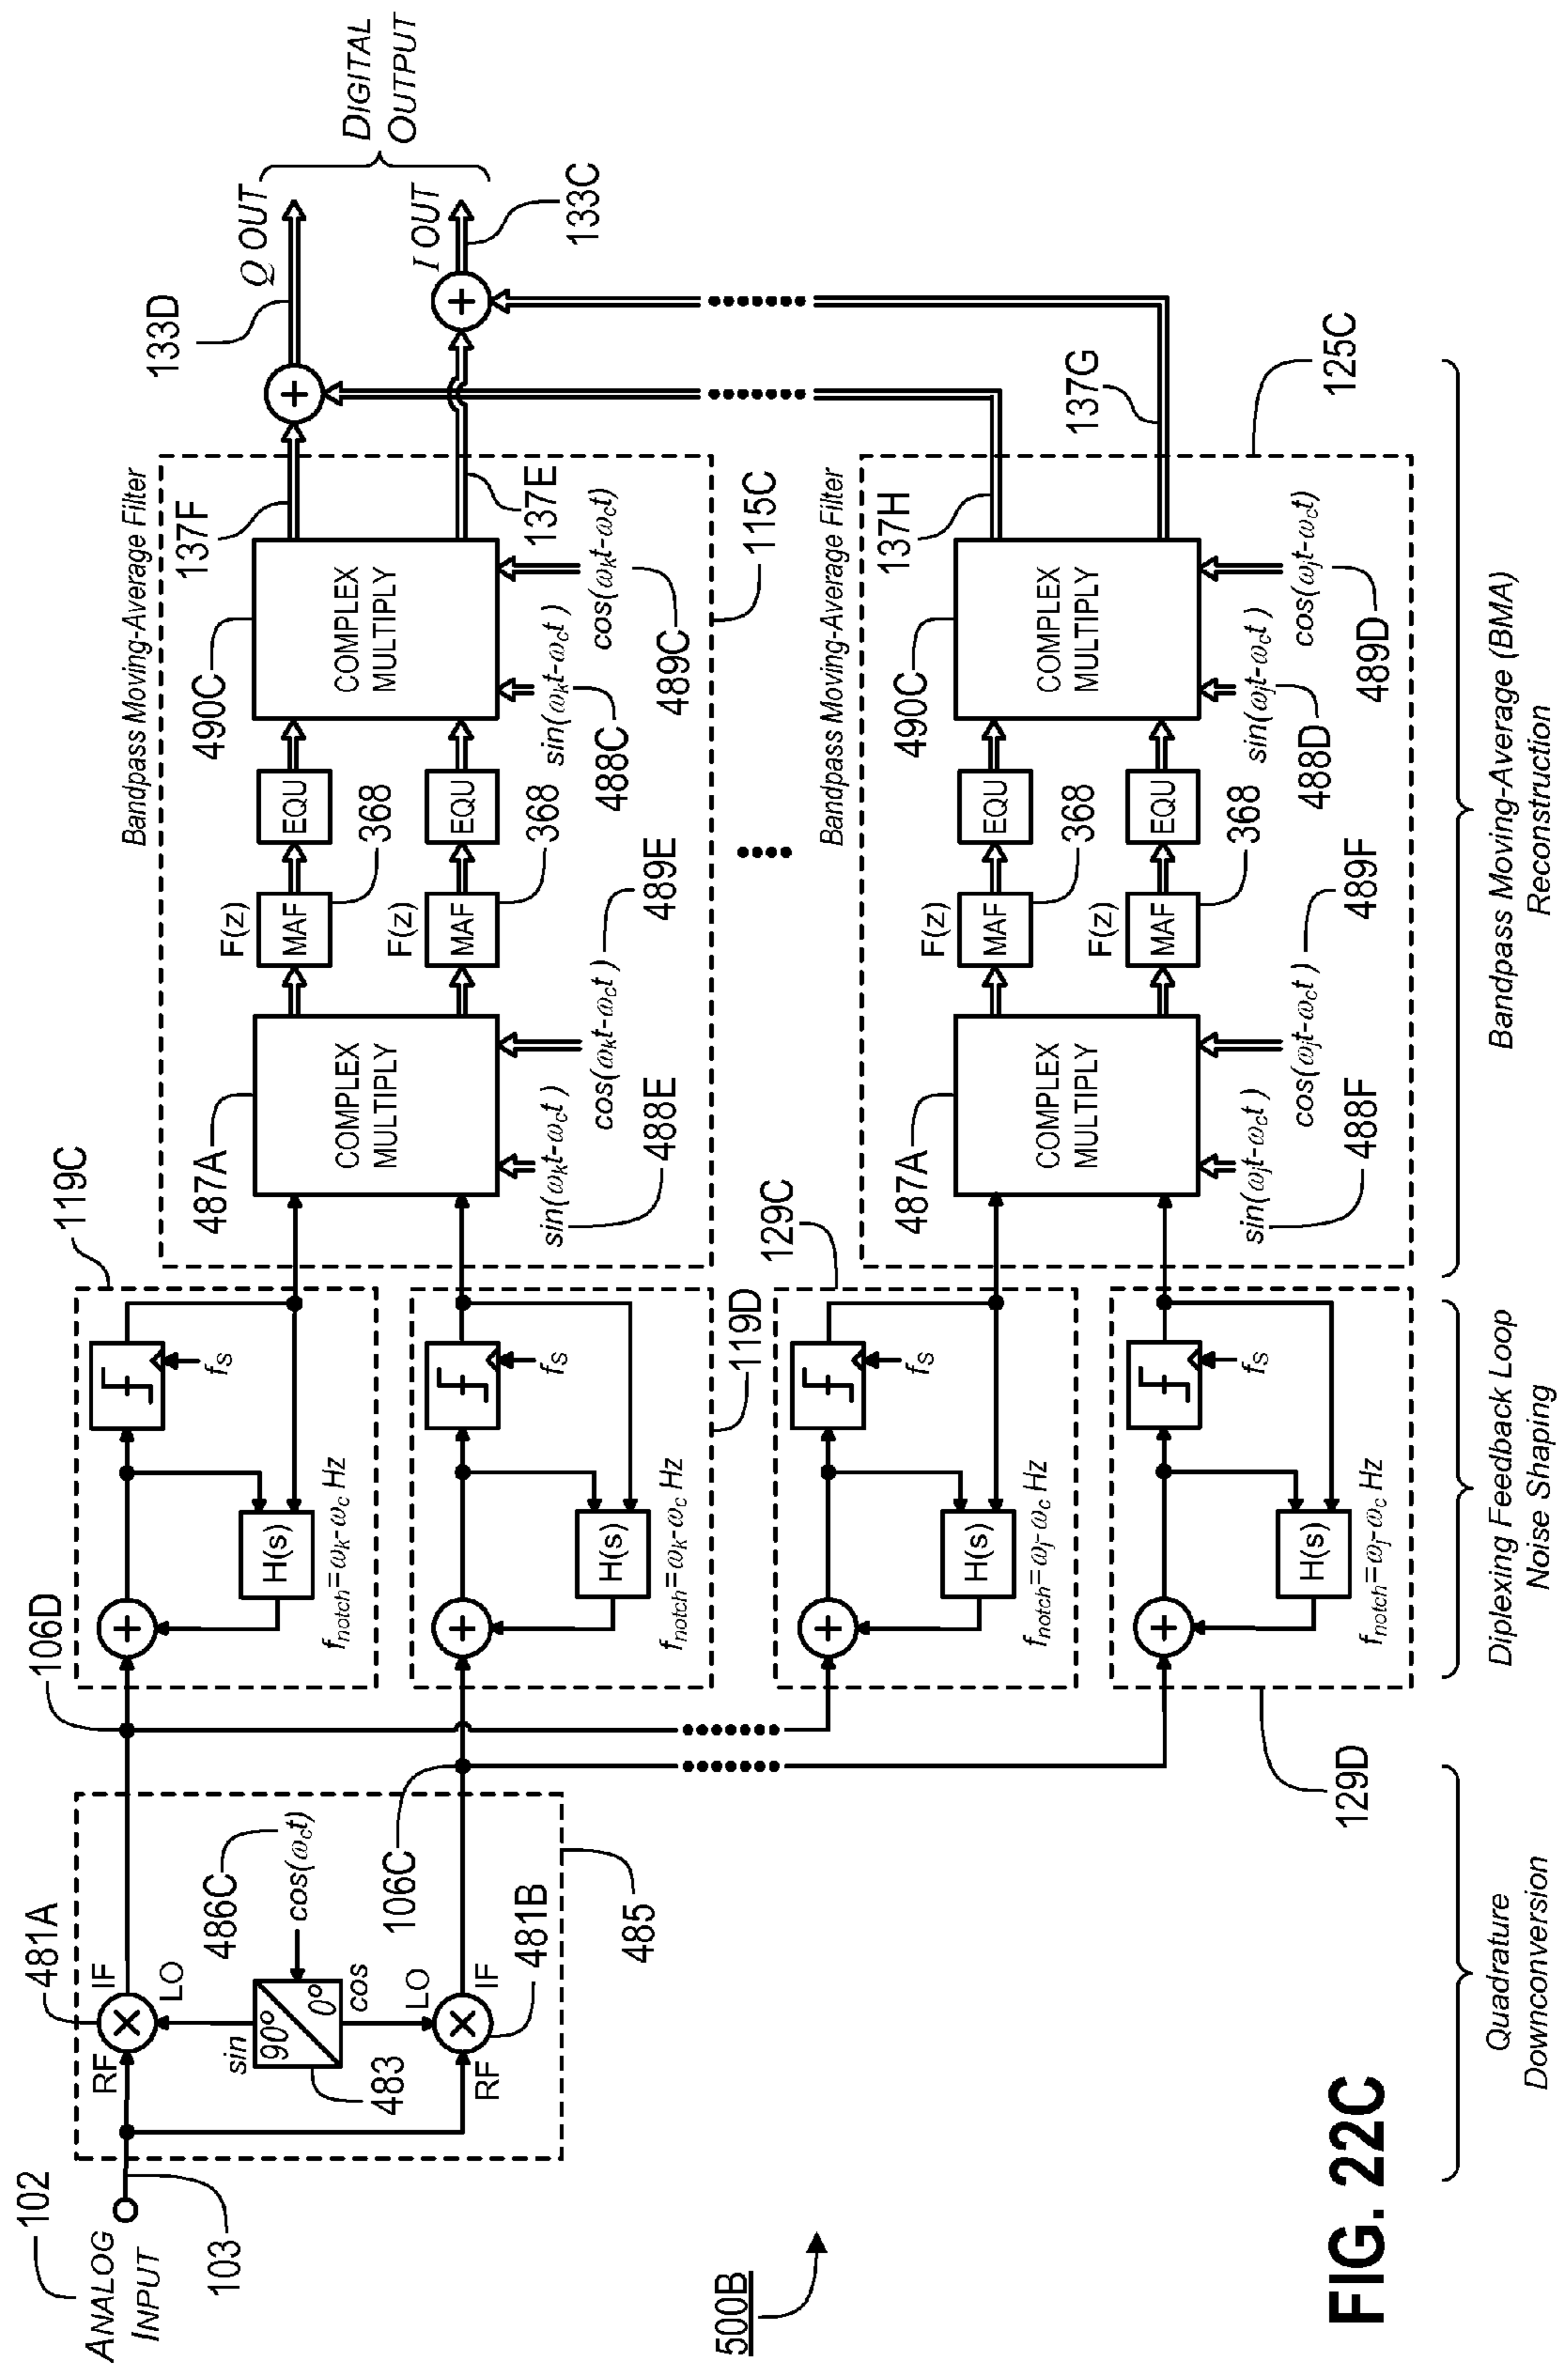 102
ANALOG
INPUT
103
RF
481A
IF
LO
sin
90°
0°
483
486C
cos(ωct)
cos
LO
RF
IF
481B
106C
485
106D
119C
fS
H(s)
fnotch=ωk-ωc Hz
fS
H(s)
fnotch=ωk-ωc Hz
119D
129C
fS
H(s)
fnotch=ωj-ωc Hz
fS
H(s)
fnotch=ωj-ωc Hz
129D
Bandpass Moving-Average Filter
487A
COMPLEX
MULTIPLY
sin(ωkt-ωct)
488E
cos(ωkt-ωct)
489E
F(z)
MAF
368
EQU
F(z)
MAF
368
EQU
490C
COMPLEX
MULTIPLY
sin(ωkt-ωct)
488C
cos(ωkt-ωct)
489C
137F
137E
115C
Bandpass Moving-Average Filter
487A
COMPLEX
MULTIPLY
sin(ωjt-ωct)
488F
cos(ωjt-ωct)
489F
F(z)
MAF
368
EQU
F(z)
MAF
368
EQU
490C
COMPLEX
MULTIPLY
sin(ωjt-ωct)
488D
cos(ωjt-ωct)
489D
137H
137G
125C
133D
Q OUT
I OUT
133C
DIGITAL
OUTPUT
500B
FIG. 22C
Quadrature
Downconversion
Diplexing Feedback Loop
Noise Shaping
Bandpass Moving-Average (BMA)
Reconstruction